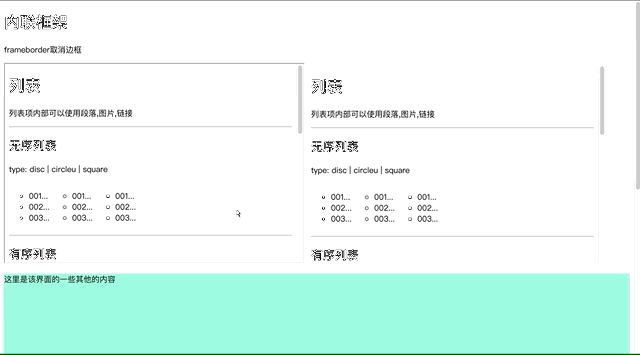 内联框架
frameborder取消边框
列表
列表项内部可以使用段落,图片,链接
无序列表
type: disc | circleu | square
001... 001... 001...
002... 002... 002...
003... 003... 003...
有序列表
列表
列表项内部可以使用段落,图片,链接
无序列表
type: disc | circleu | square
001... 001... 001...
002... 002... 002...
003... 003... 003...
有序列表
这里是该界面的一些其他的内容